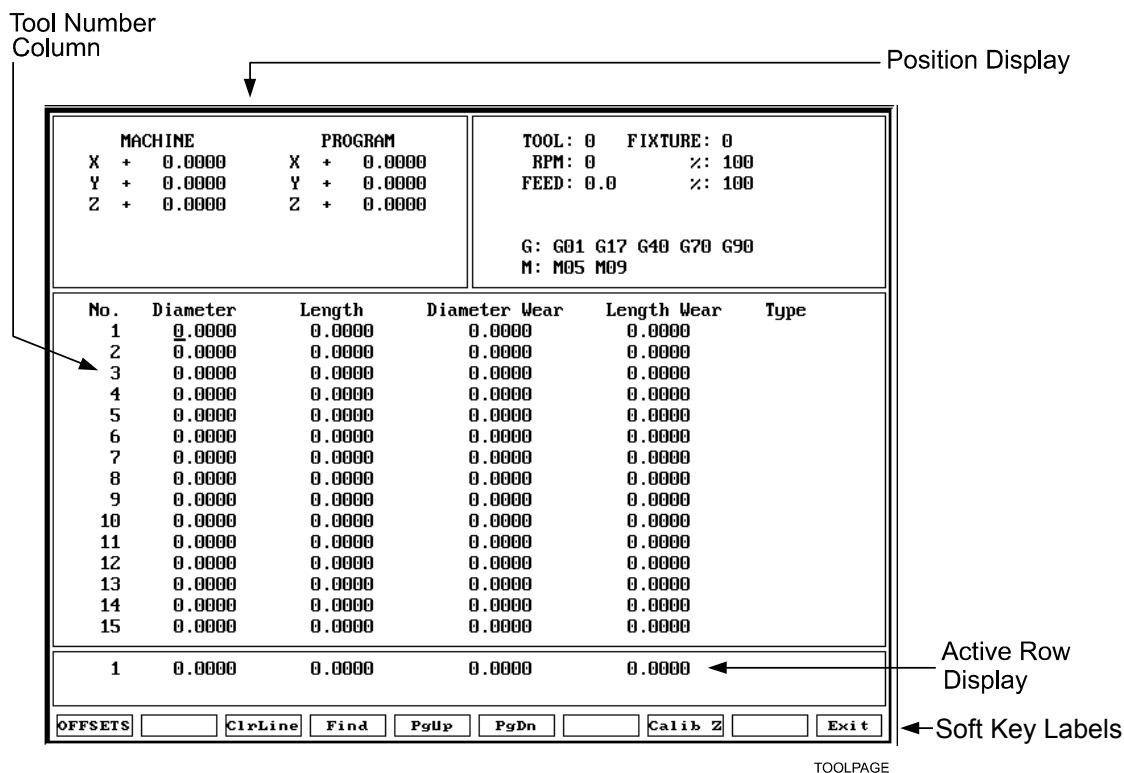 Tool Number
Column
Position Display
MACHINE PROGRAM
X + 0.0000 X + 0.0000
Y + 0.0000 Y + 0.0000
Z + 0.0000 Z + 0.0000
TOOL: 0 FIXTURE: 0
RPM: 0 %: 100
FEED: 0.0 %: 100
G: G01 G17 G40 G70 G90
M: M05 M09
No. Diameter Length Diameter Wear Length Wear Type
1 0.0000 0.0000 0.0000 0.0000
2 0.0000 0.0000 0.0000 0.0000
3 0.0000 0.0000 0.0000 0.0000
4 0.0000 0.0000 0.0000 0.0000
5 0.0000 0.0000 0.0000 0.0000
6 0.0000 0.0000 0.0000 0.0000
7 0.0000 0.0000 0.0000 0.0000
8 0.0000 0.0000 0.0000 0.0000
9 0.0000 0.0000 0.0000 0.0000
10 0.0000 0.0000 0.0000 0.0000
11 0.0000 0.0000 0.0000 0.0000
12 0.0000 0.0000 0.0000 0.0000
13 0.0000 0.0000 0.0000 0.0000
14 0.0000 0.0000 0.0000 0.0000
15 0.0000 0.0000 0.0000 0.0000
1 0.0000 0.0000 0.0000 0.0000
Active Row
Display
OFFSETS ClrLine Find PgUp PgDn Calib Z Exit
Soft Key Labels
TOOLPAGE